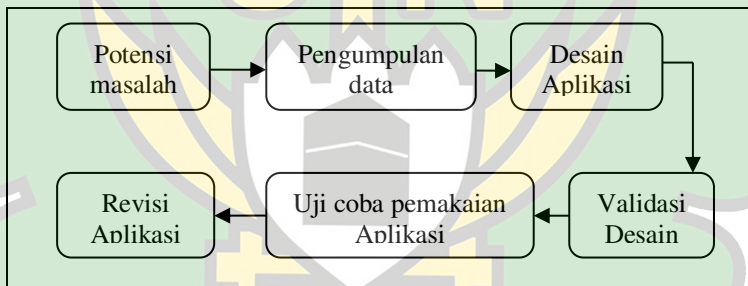 Potensi
masalah
Pengumpulan
data
Desain
Aplikasi
Validasi
Desain
Uji coba pemakaian
Aplikasi
Revisi
Aplikasi